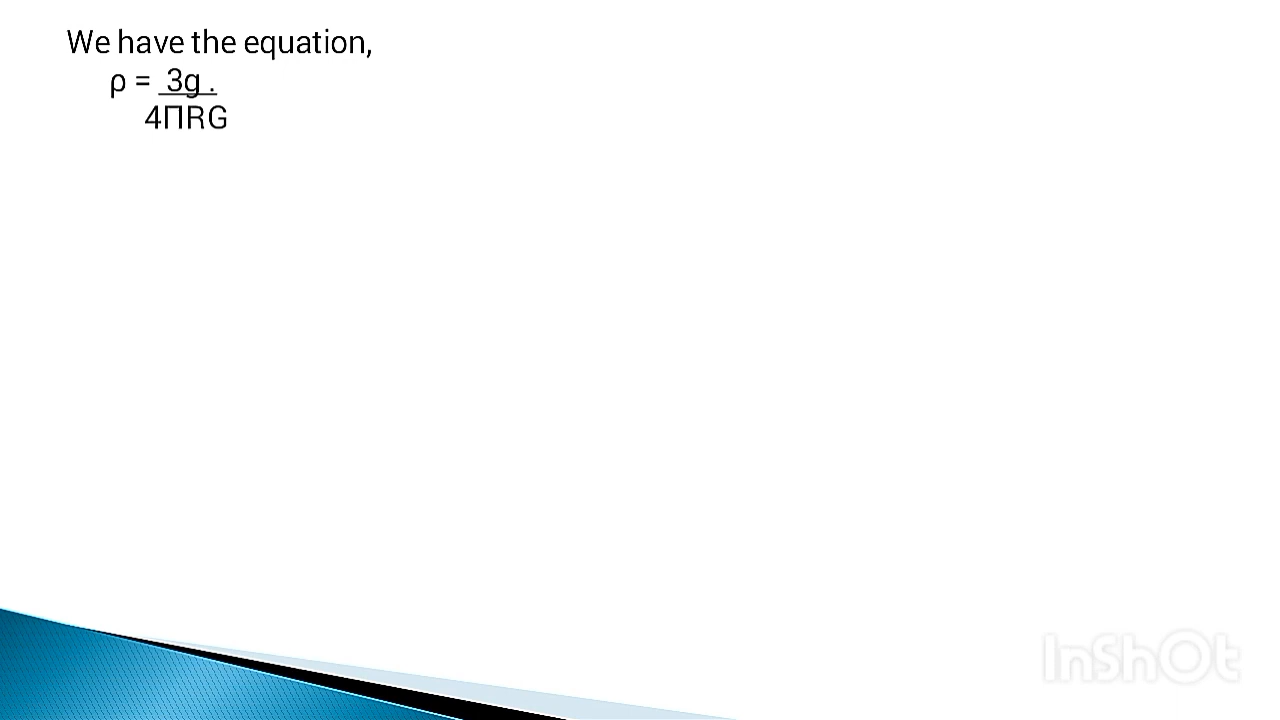 We have the equation,
ρ = 3g .
4ΠRG
InShOt